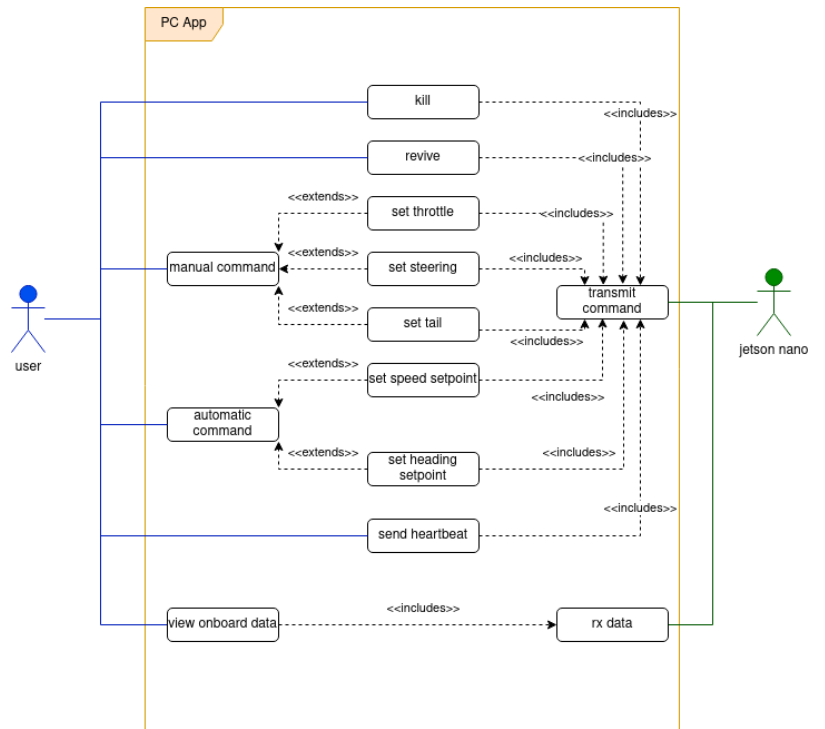 PC App
kill
<<includes>>
revive
<<includes>>
<<extends>>
set throttle
<<includes>>
manual command
<<extends>>
set steering
<<includes>>
transmit
command
<<extends>>
set tail
<<includes>>
user
jetson nano
<<extends>>
set speed setpoint
<<includes>>
automatic
command
<<extends>>
set heading
setpoint
<<includes>>
<<includes>>
send heartbeat
view onboard data
<<includes>>
rx data